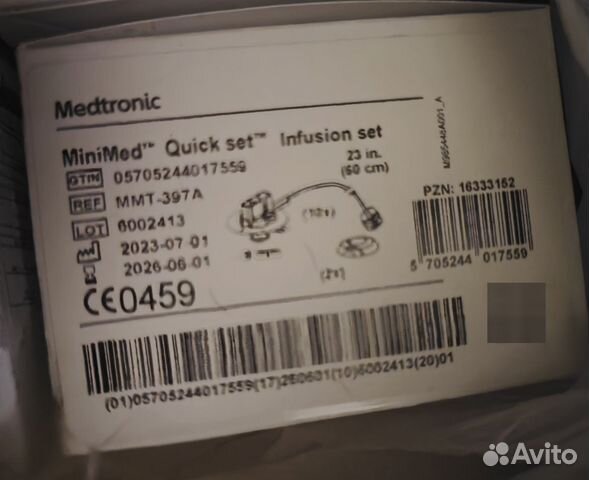 Medtronic
MiniMed™ Quick set™ Infusion set
GTIN 05705244017559
REF MMT-397A
LOT 6002413
2023-07-01
2026-06-01
CE0459
23 in.
(60 cm)
PZN: 16333152
5 705244 017559
(01)05705244017559(17)260601(10)6002413(20)01
Avito